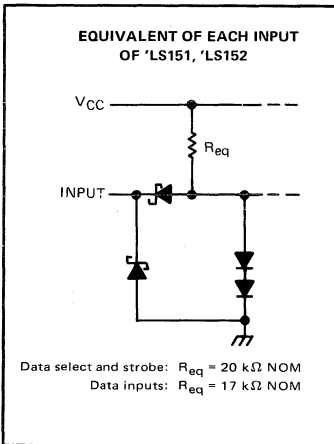 EQUIVALENT OF EACH INPUT
OF 'LS151, 'LS152
VCC
Req
INPUT
Data select and strobe: Req = 20 kΩ NOM
Data inputs: Req = 17 kΩ NOM